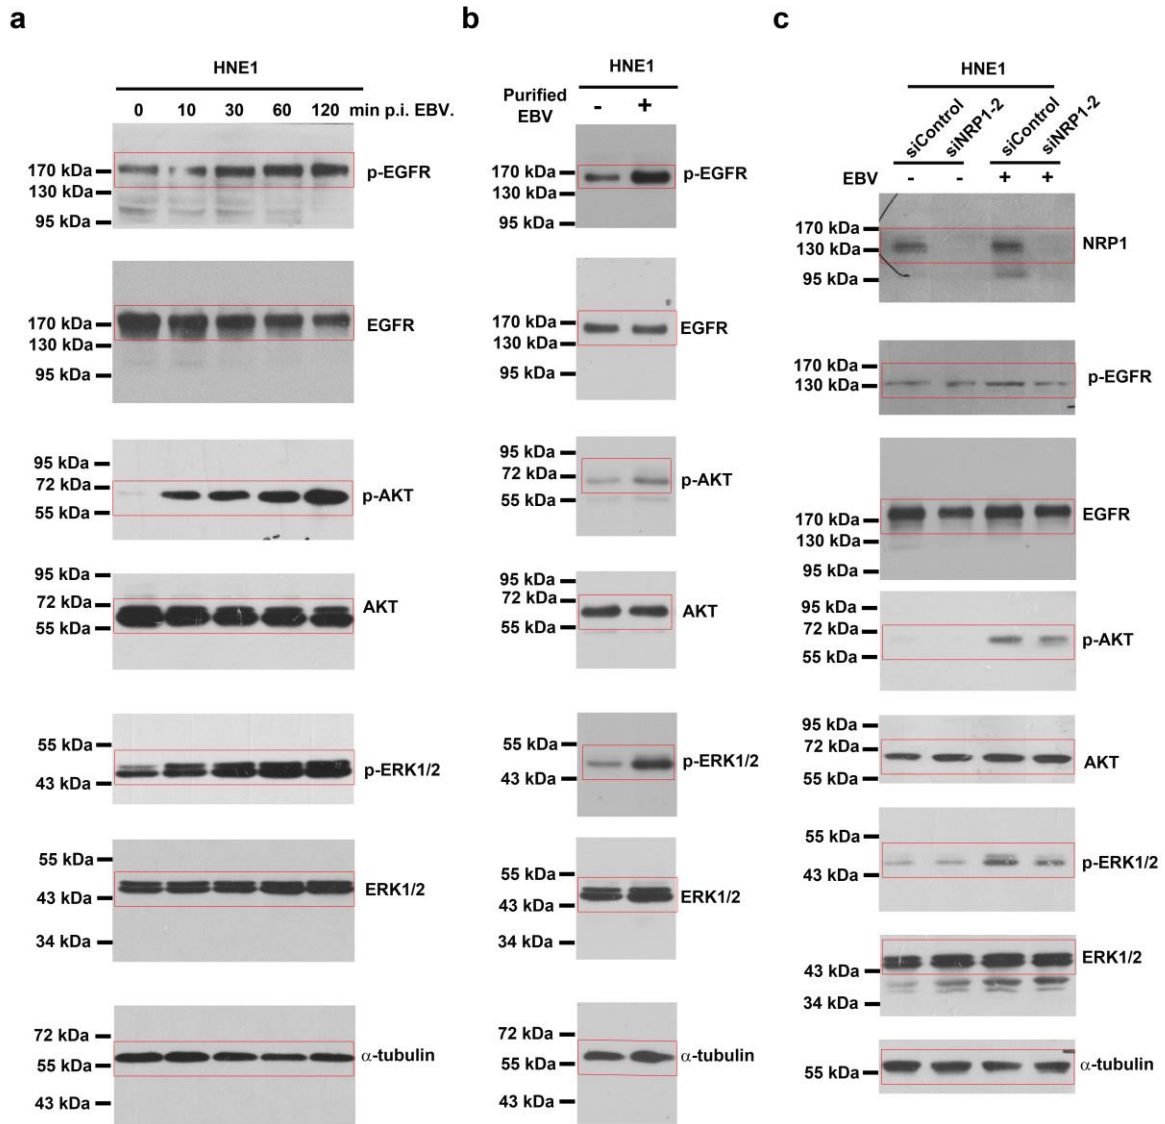 a
HNE1
0 10 30 60 120 min p.i. EBV.
170 kDa
130 kDa
95 kDa
p-EGFR
170 kDa
130 kDa
95 kDa
EGFR
95 kDa
72 kDa
55 kDa
p-AKT
95 kDa
72 kDa
55 kDa
AKT
55 kDa
43 kDa
p-ERK1/2
55 kDa
43 kDa
34 kDa
ERK1/2
72 kDa
55 kDa
43 kDa
α-tubulin
b
HNE1
Purified
EBV
- +
170 kDa
130 kDa
95 kDa
p-EGFR
170 kDa
130 kDa
95 kDa
EGFR
95 kDa
72 kDa
55 kDa
p-AKT
95 kDa
72 kDa
55 kDa
AKT
55 kDa
43 kDa
p-ERK1/2
55 kDa
43 kDa
34 kDa
ERK1/2
72 kDa
55 kDa
43 kDa
α-tubulin
c
HNE1
siControl
siNRP1-2
siControl
siNRP1-2
EBV - - + +
170 kDa
130 kDa
95 kDa
NRP1
170 kDa
130 kDa
p-EGFR
170 kDa
130 kDa
95 kDa
EGFR
95 kDa
72 kDa
55 kDa
p-AKT
95 kDa
72 kDa
55 kDa
AKT
55 kDa
43 kDa
p-ERK1/2
43 kDa
34 kDa
ERK1/2
55 kDa
α-tubulin